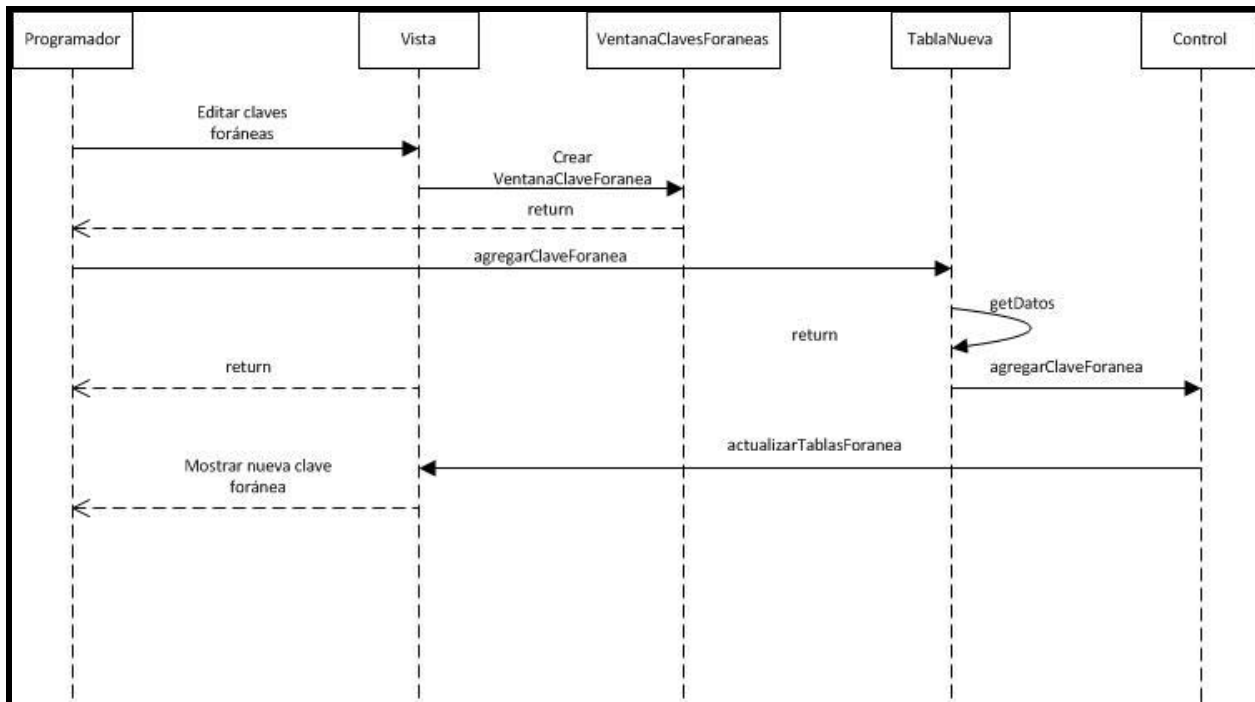 Programador
Vista
VentanaClavesForaneas
TablaNueva
Control
Editar claves
foráneas
Crear
VentanaClaveForanea
return
agregarClaveForanea
getDatos
return
return
agregarClaveForanea
actualizarTablasForanea
Mostrar nueva clave
foránea